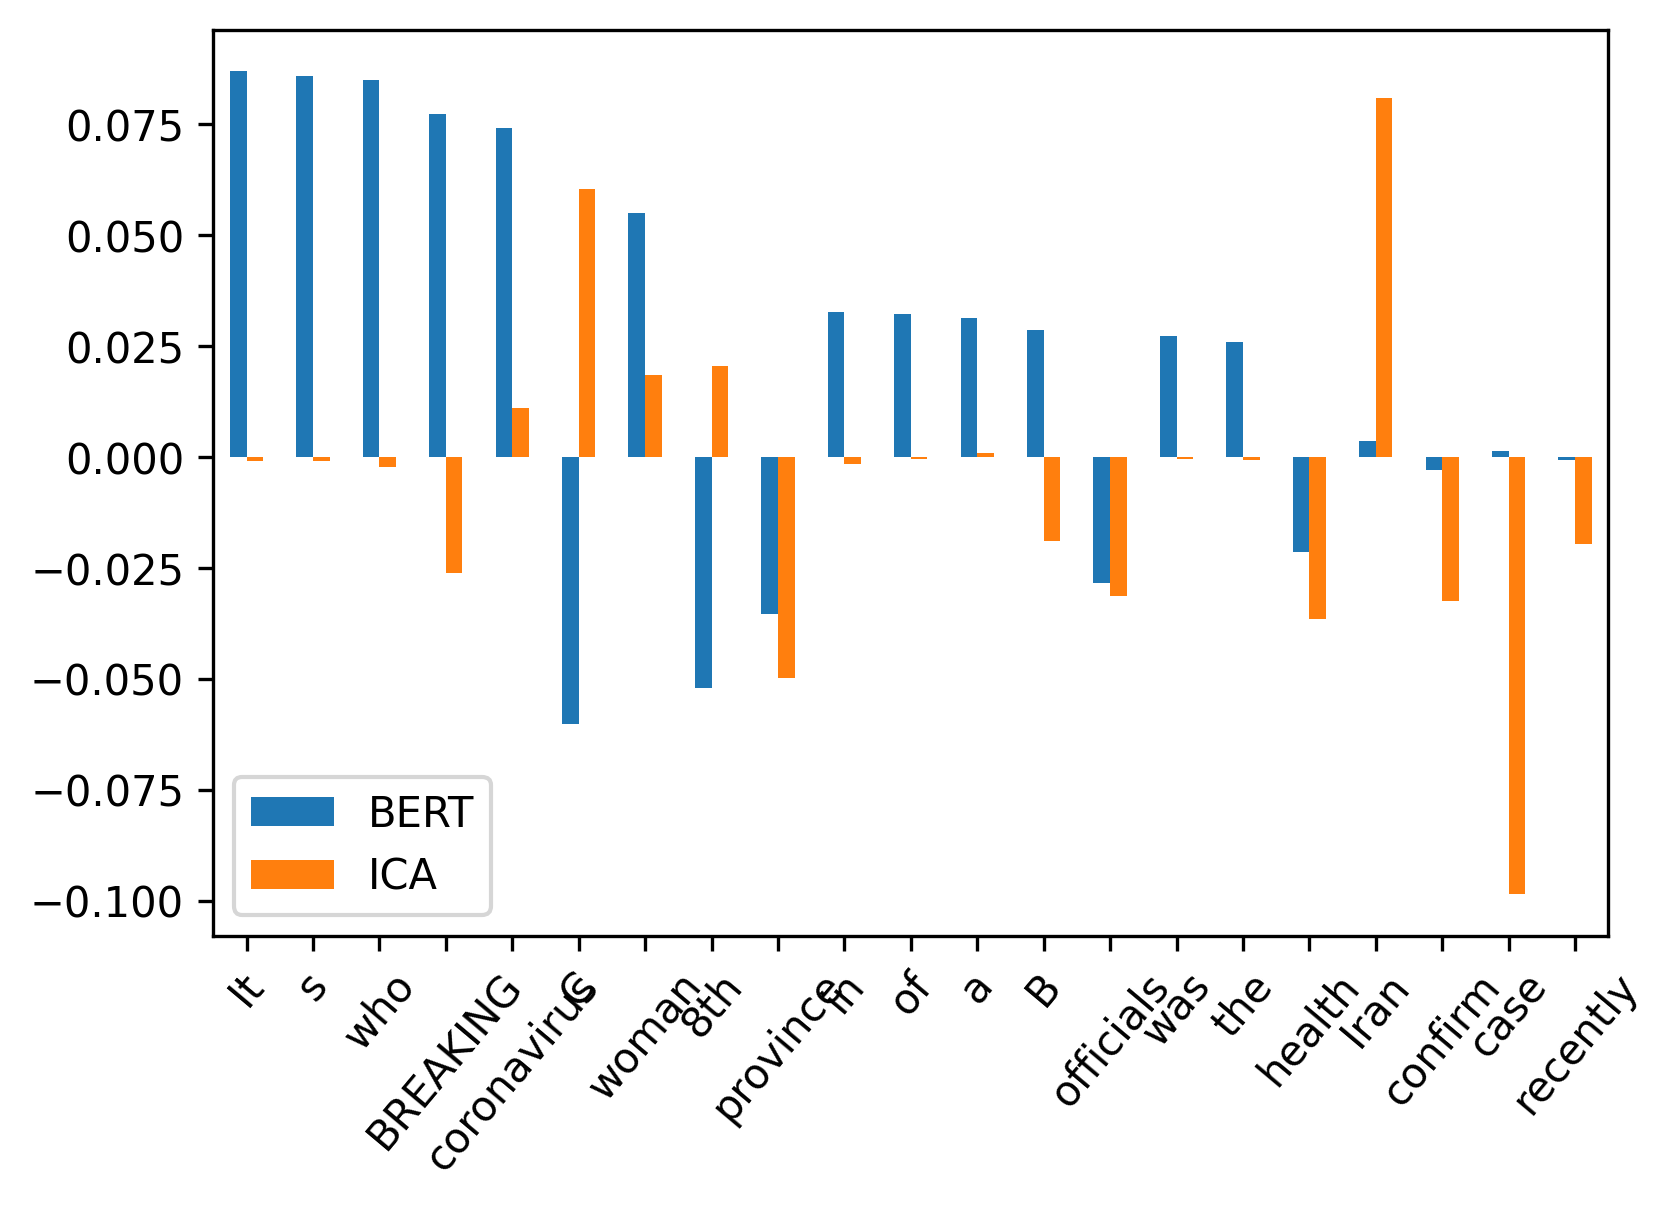 0.075
0.050
0.025
0.000
−0.025
−0.050
−0.075
−0.100
BERT
ICA
It
s
who
BREAKING
coronavirus
C
woman
8th
province
in
of
a
B
officials
was
the
health
Iran
confirm
case
recently